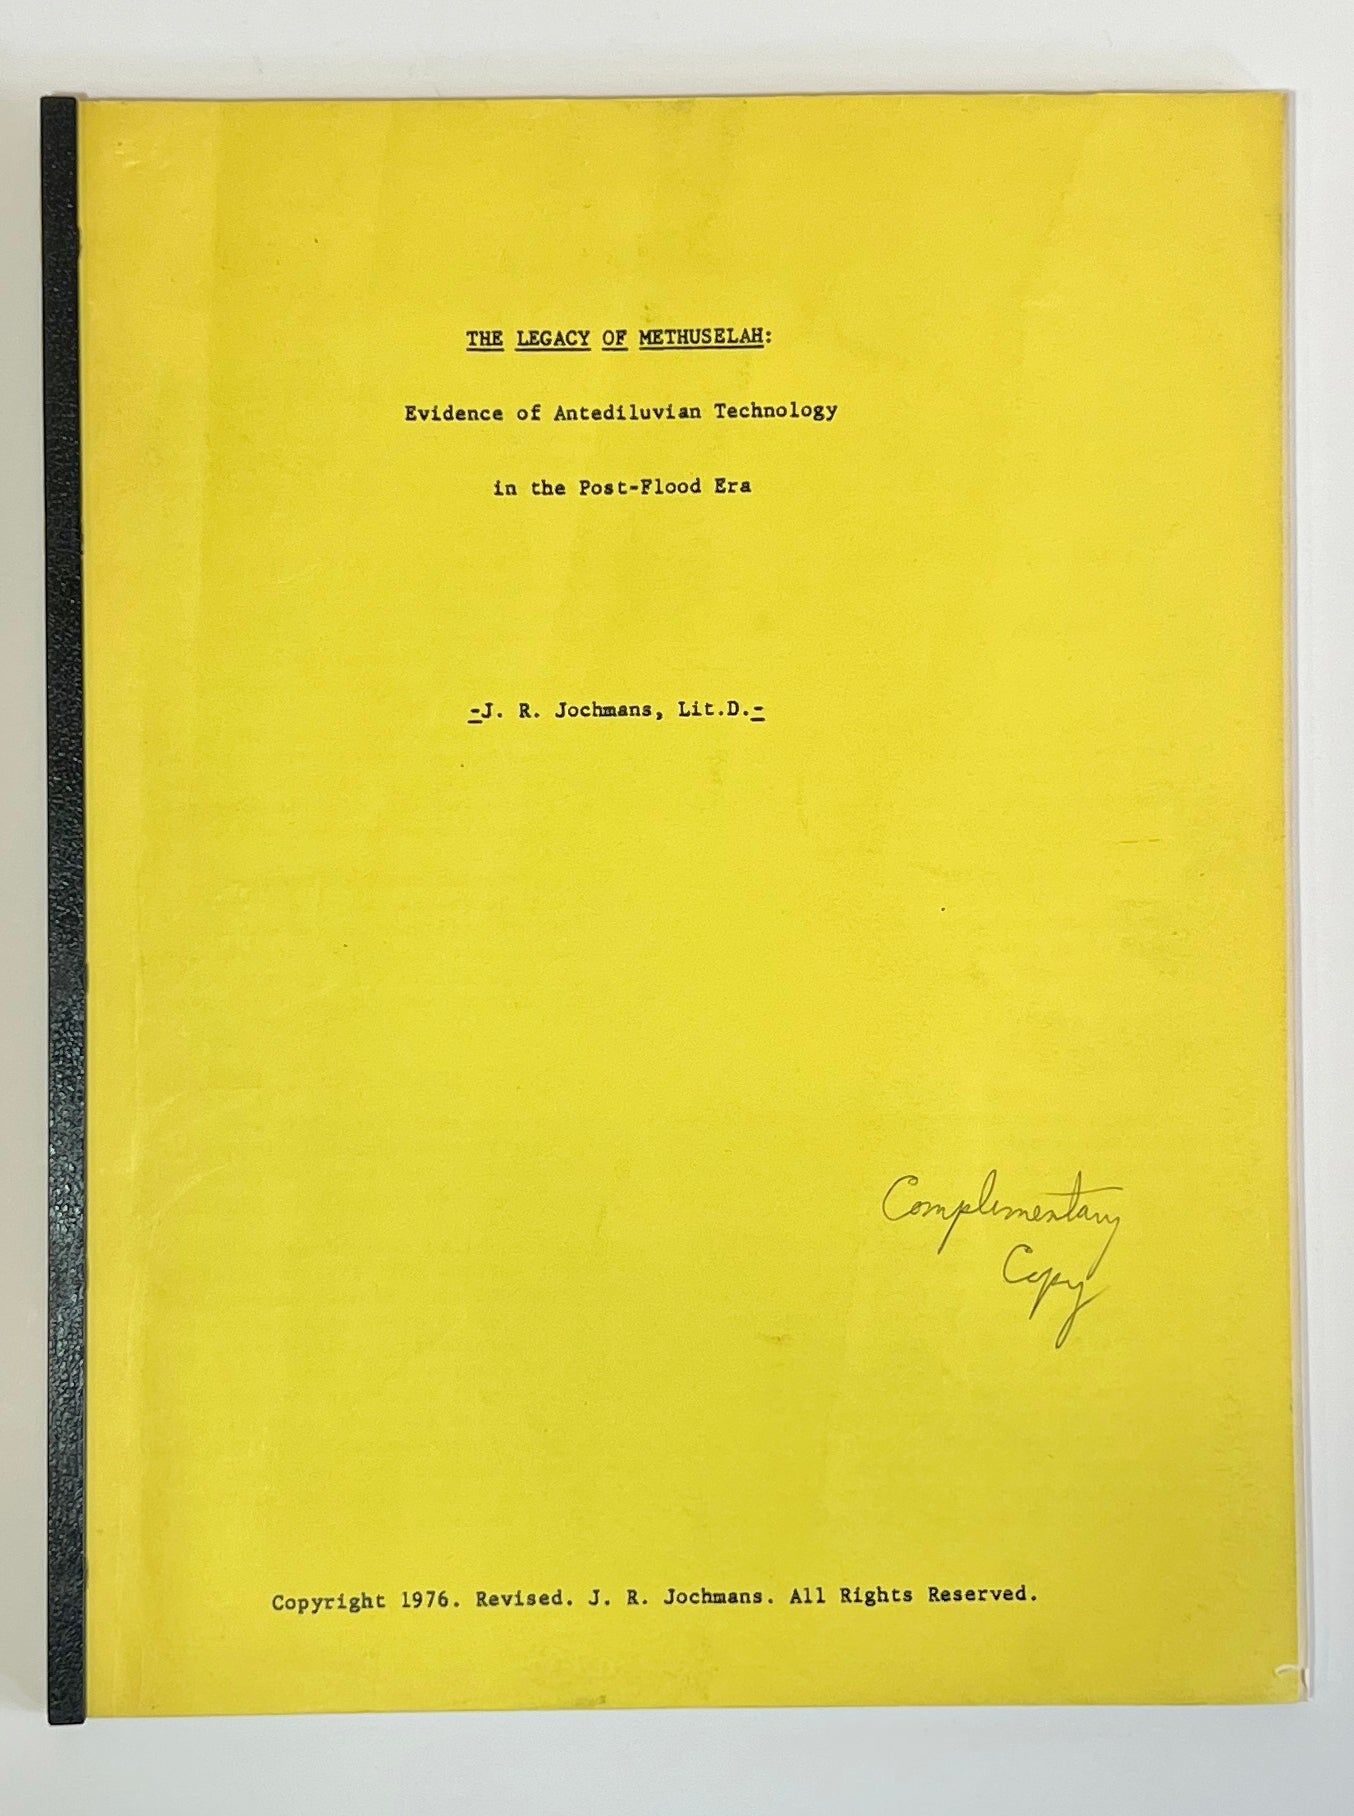 THE LEGACY OF METHUSELAH:
Evidence of Antediluvian Technology
in the Post-Flood Era
-J. R. Jochmans, Lit.D.-
Complimentary
Copy
Copyright 1976. Revised. J. R. Jochmans. All Rights Reserved.